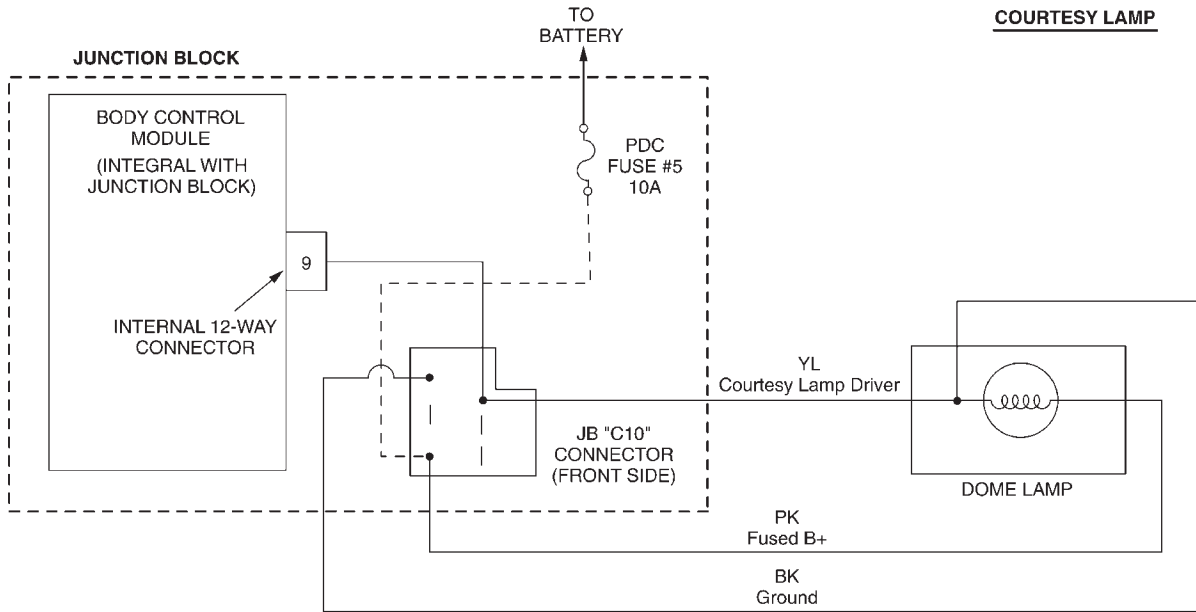 TO
BATTERY
COURTESY LAMP
JUNCTION BLOCK
BODY CONTROL
MODULE
(INTEGRAL WITH
JUNCTION BLOCK)
PDC
FUSE #5
10A
9
INTERNAL 12-WAY
CONNECTOR
YL
Courtesy Lamp Driver
JB "C10"
CONNECTOR
(FRONT SIDE)
DOME LAMP
PK
Fused B+
BK
Ground